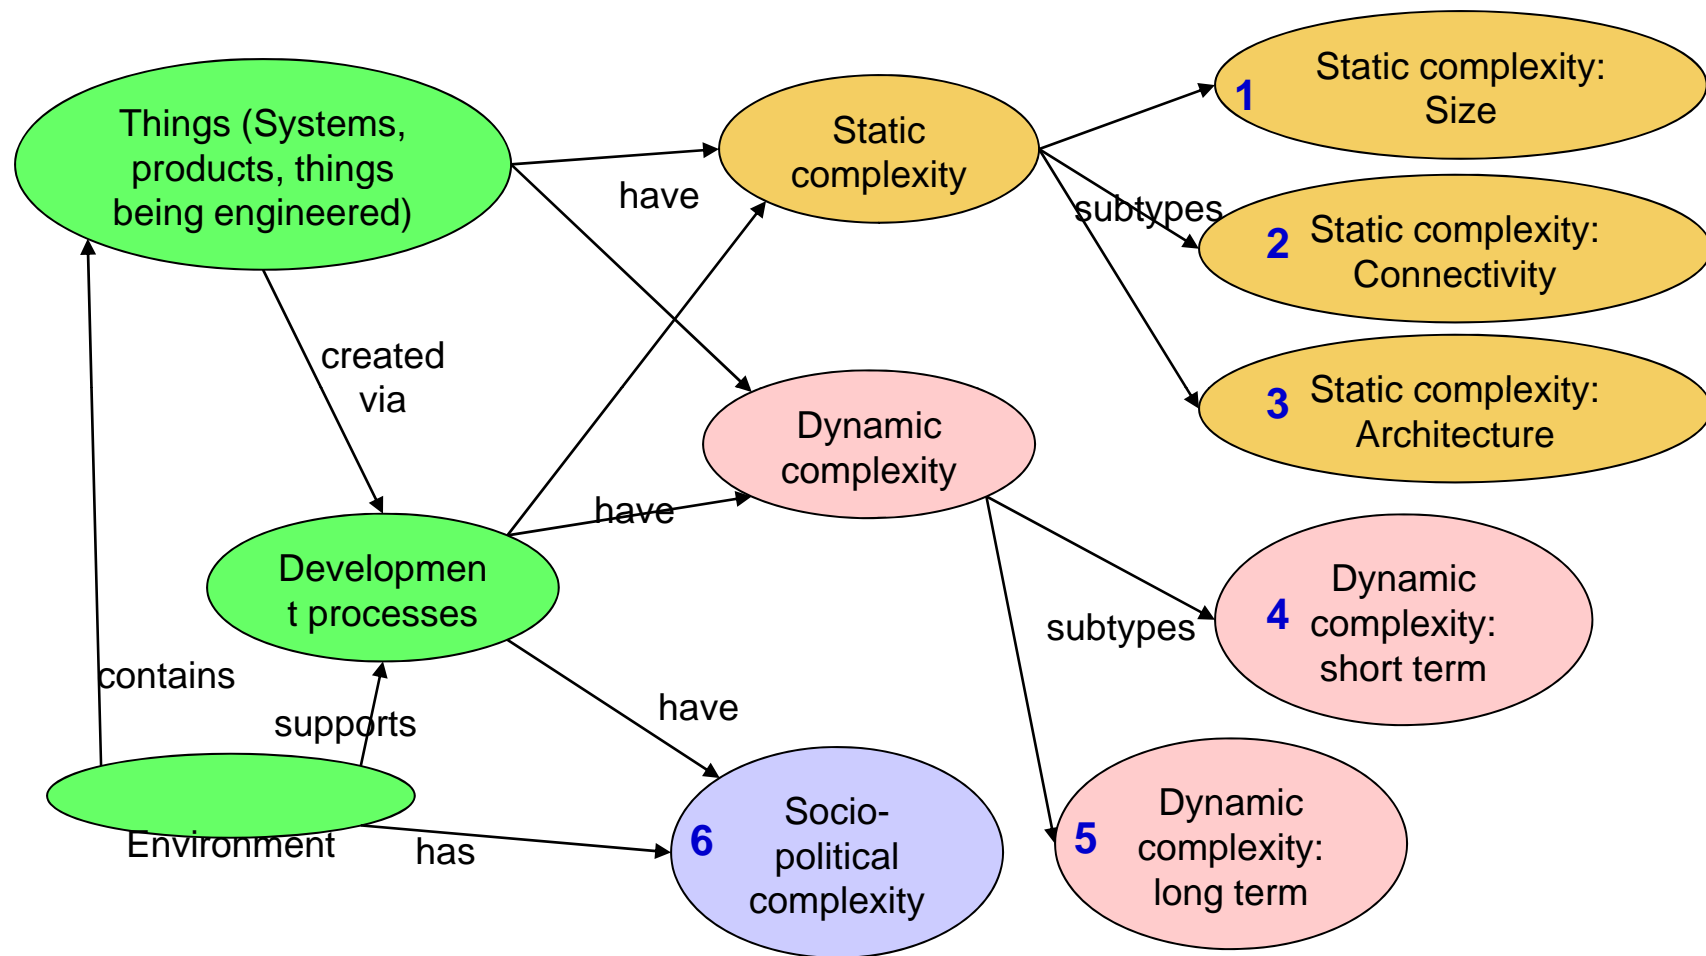 Things (Systems,
products, things
being engineered)
have
Static
complexity
subtypes
1
Static complexity:
Size
2
Static complexity:
Connectivity
3
Static complexity:
Architecture
created
via
Dynamic
complexity
have
Developmen
t processes
subtypes
4
Dynamic
complexity:
short term
contains
supports
have
Environment
has
6
Socio-
political
complexity
5
Dynamic
complexity:
long term